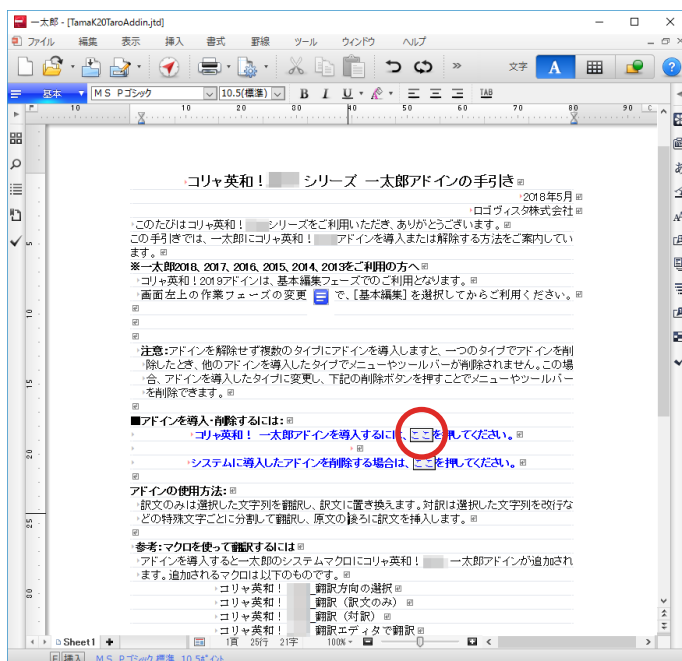 一太郎 - [TamaK20TaroAddin.jtd]
ファイル 編集 表示 挿入 書式 罫線 ツール ウィンドウ ヘルプ
文字 A
基本 MS Pゴシック 10.5(標準) B I U TAB
10 10 20 30 40 50 60 70 80 90
コリャ英和! シリーズ 一太郎アドインの手引き
2018年5月
ロゴヴィスタ株式会社
このたびはコリャ英和! シリーズをご利用いただき、ありがとうございます。
この手引きでは、一太郎にコリャ英和! アドインを導入または解除する方法をご案内してい
ます。
※一太郎2018、2017、2016、2015、2014、2013をご利用の方へ
コリャ英和!2019アドインは、基本編集フェーズでのご利用となります。
画面左上の作業フェーズの変更 で、[基本編集]を選択してからご利用ください。
注意:アドインを解除せず複数のタイプにアドインを導入しますと、一つのタイプでアドインを削
除したとき、他のアドインを導入したタイプでメニューやツールバーが削除されません。この場
合、アドインを導入したタイプに変更し、下記の削除ボタンを押すことでメニューやツールバー
を削除できます。
■アドインを導入・削除するには:
コリャ英和! 一太郎アドインを導入するには、ここを押してください。
システムに導入したアドインを削除する場合は、ここを押してください。
アドインの使用方法:
訳文のみは選択した文字列を翻訳し、訳文に置き換えます。対訳は選択した文字列を改行な
どの特殊文字ごとに分割して翻訳し、原文の後ろに訳文を挿入します。
参考:マクロを使って翻訳するには
アドインを導入すると一太郎のシステムマクロにコリャ英和! 一太郎アドインが追加され
ます。追加されるマクロは以下のものです。
コリャ英和! _翻訳方向の選択
コリャ英和! _翻訳(訳文のみ)
コリャ英和! _翻訳(対訳)
コリャ英和! 翻訳エディタで翻訳
Sheet1 1頁 25行 21字 100%
挿入 MS Pゴシック 標準 10.5ポイント